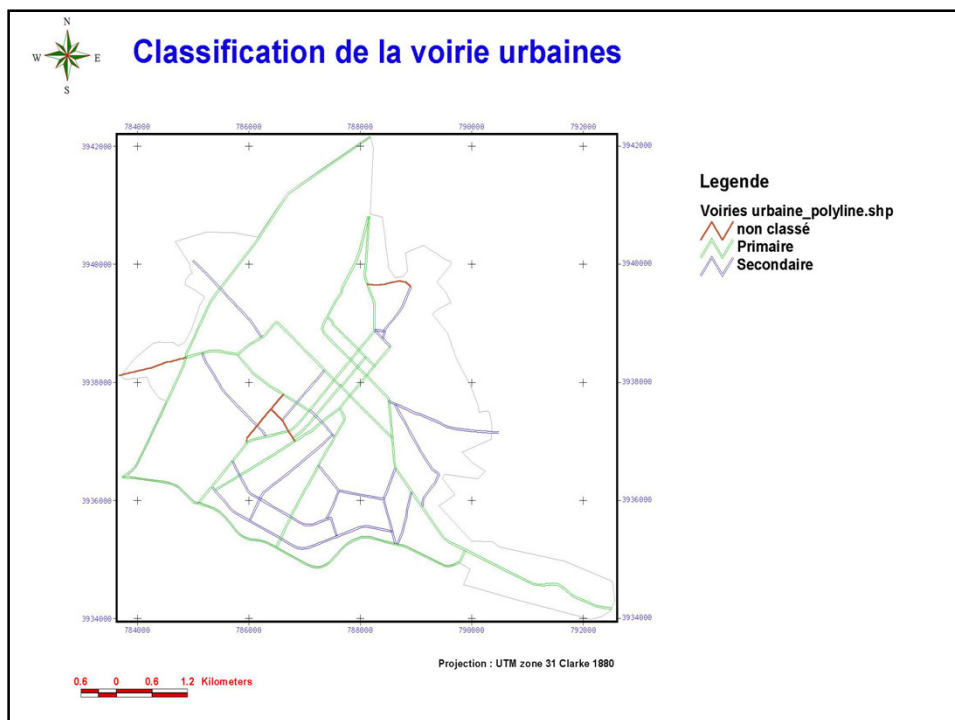 N
W E
S
Classification de la voirie urbaines
784000 786000 788000 790000 792000
3942000 3942000
3940000 3940000
3938000 3938000
3936000 3936000
3934000 3934000
784000 786000 788000 790000 792000
Legende
Voiries urbaine_polyline.shp
non classé
Primaire
Secondaire
Projection : UTM zone 31 Clarke 1880
0.6 0 0.6 1.2 Kilometers